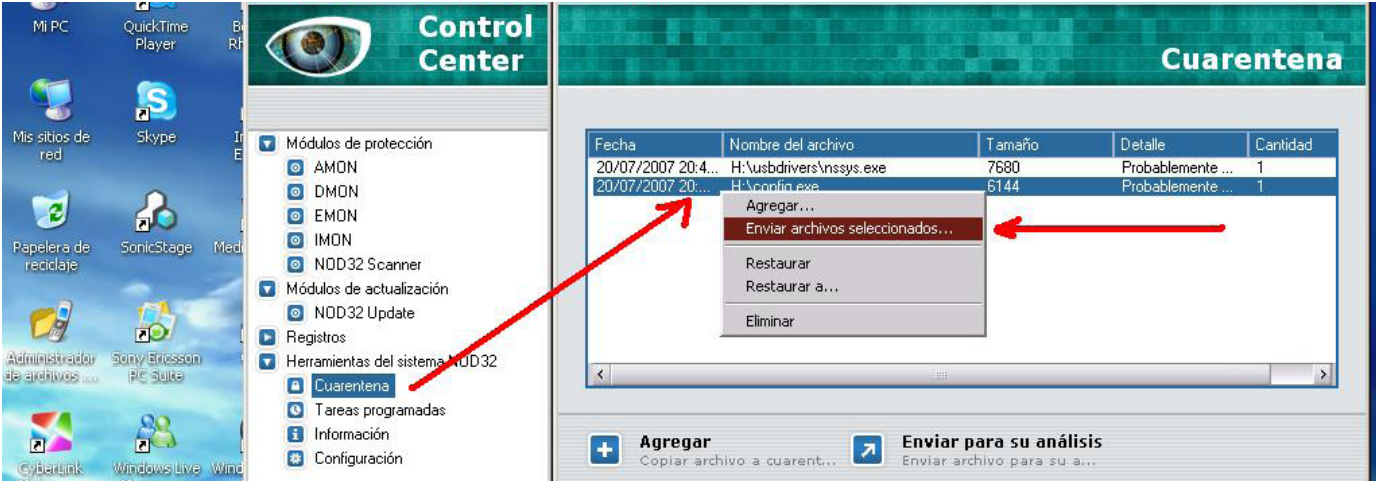 Mi PC
QuickTime
Player
Mis sitios de
red
Skype
Papelera de
reciclaje
SonicStage
Medi
Administrador
de archivos ....
Sony Ericsson
PC Suite
CyberLink
Windows Live
Wind
Control
Center
Módulos de protección
AMON
DMON
EMON
IMON
NOD32 Scanner
Módulos de actualización
NOD32 Update
Registros
Herramientas del sistema NOD32
Cuarentena
Tareas programadas
Información
Configuración
Cuarentena
Fecha Nombre del archivo Tamaño Detalle Cantidad
20/07/2007 20:4... H:\usbdrivers\nssys.exe 7680 Probablemente ... 1
20/07/2007 20:... H:\config.exe 6144 Probablemente ... 1
Agregar...
Enviar archivos seleccionados...
Restaurar
Restaurar a...
Eliminar
Agregar
Copiar archivo a cuarent...
Enviar para su análisis
Enviar archivo para su a...